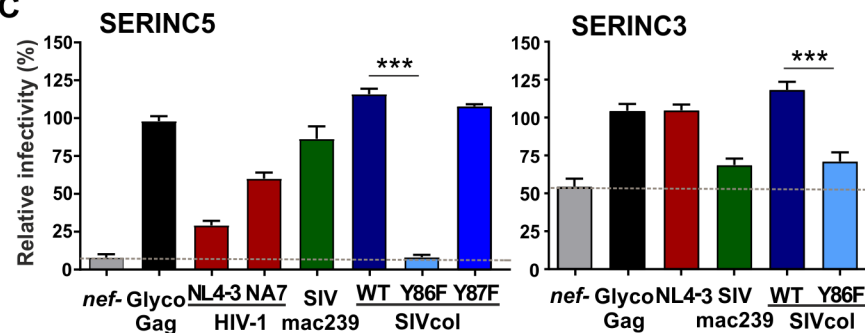 C
SERINC5
Relative infectivity (%)
150
125
100
75
50
25
0
***
nef- Glyco Gag
NL4-3 NA7
HIV-1
SIV mac239
WT Y86F Y87F
SIVcol
SERINC3
150
125
100
75
50
25
0
***
nef- Glyco Gag
NL4-3 SIV mac239
WT Y86F
SIVcol